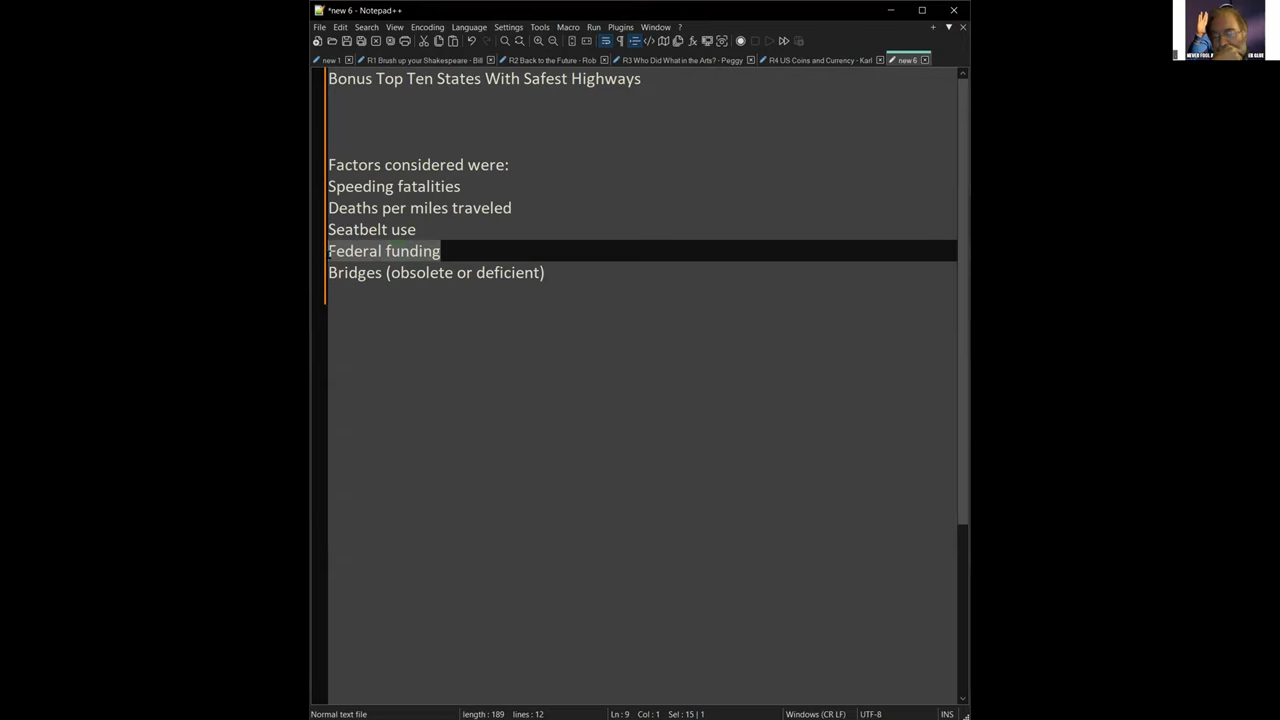 *new 6 - Notepad++
File Edit Search View Encoding Language Settings Tools Macro Run Plugins Window ?
new 1 R1 Brush up your Shakespeare - Bill R2 Back to the Future - Rob R3 Who Did What in the Arts? - Peggy R4 US Coins and Currency - Karl new 6
Bonus Top Ten States With Safest Highways
Factors considered were:
Speeding fatalities
Deaths per miles traveled
Seatbelt use
Federal funding
Bridges (obsolete or deficient)
Normal text file length : 189 lines : 12 Ln : 9 Col : 1 Sel : 15 | 1 Windows (CR LF) UTF-8 INS